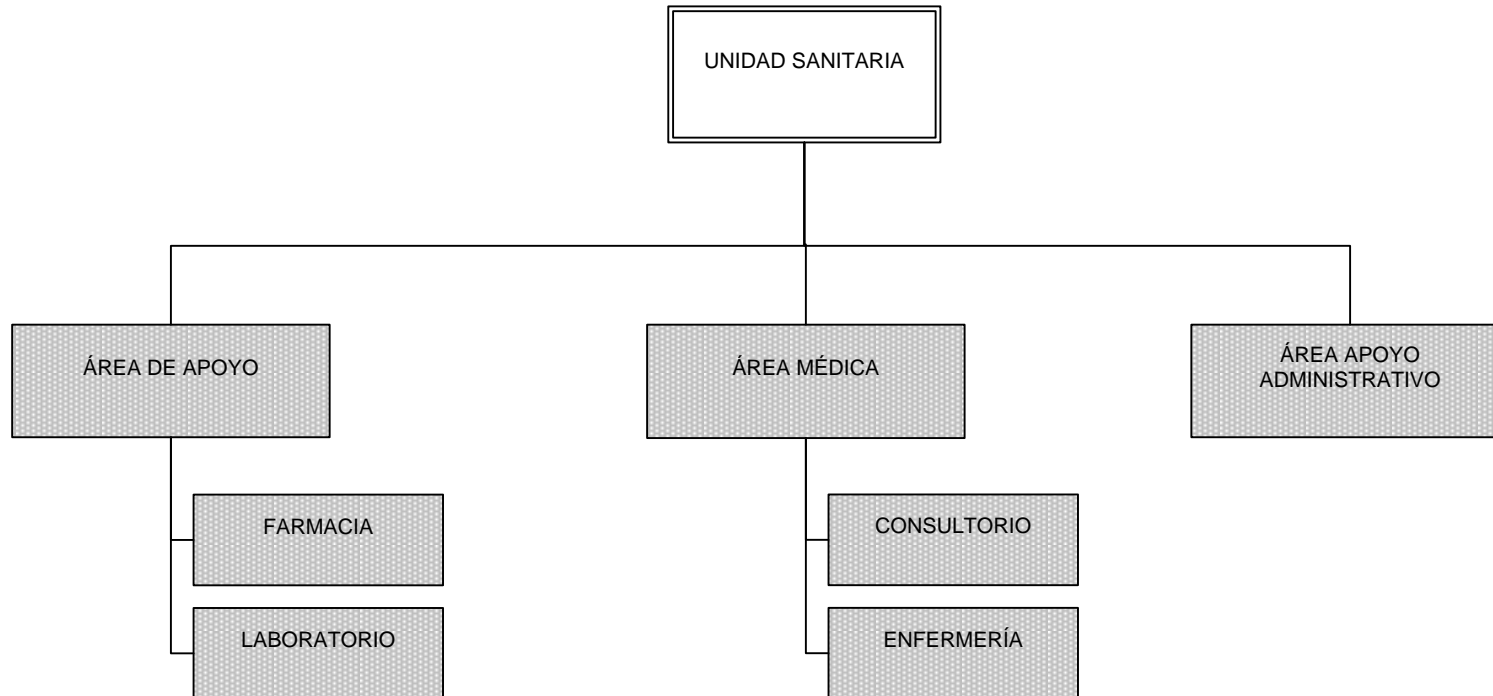 UNIDAD SANITARIA
ÁREA DE APOYO
ÁREA MÉDICA
ÁREA APOYO
ADMINISTRATIVO
FARMACIA
CONSULTORIO
LABORATORIO
ENFERMERÍA